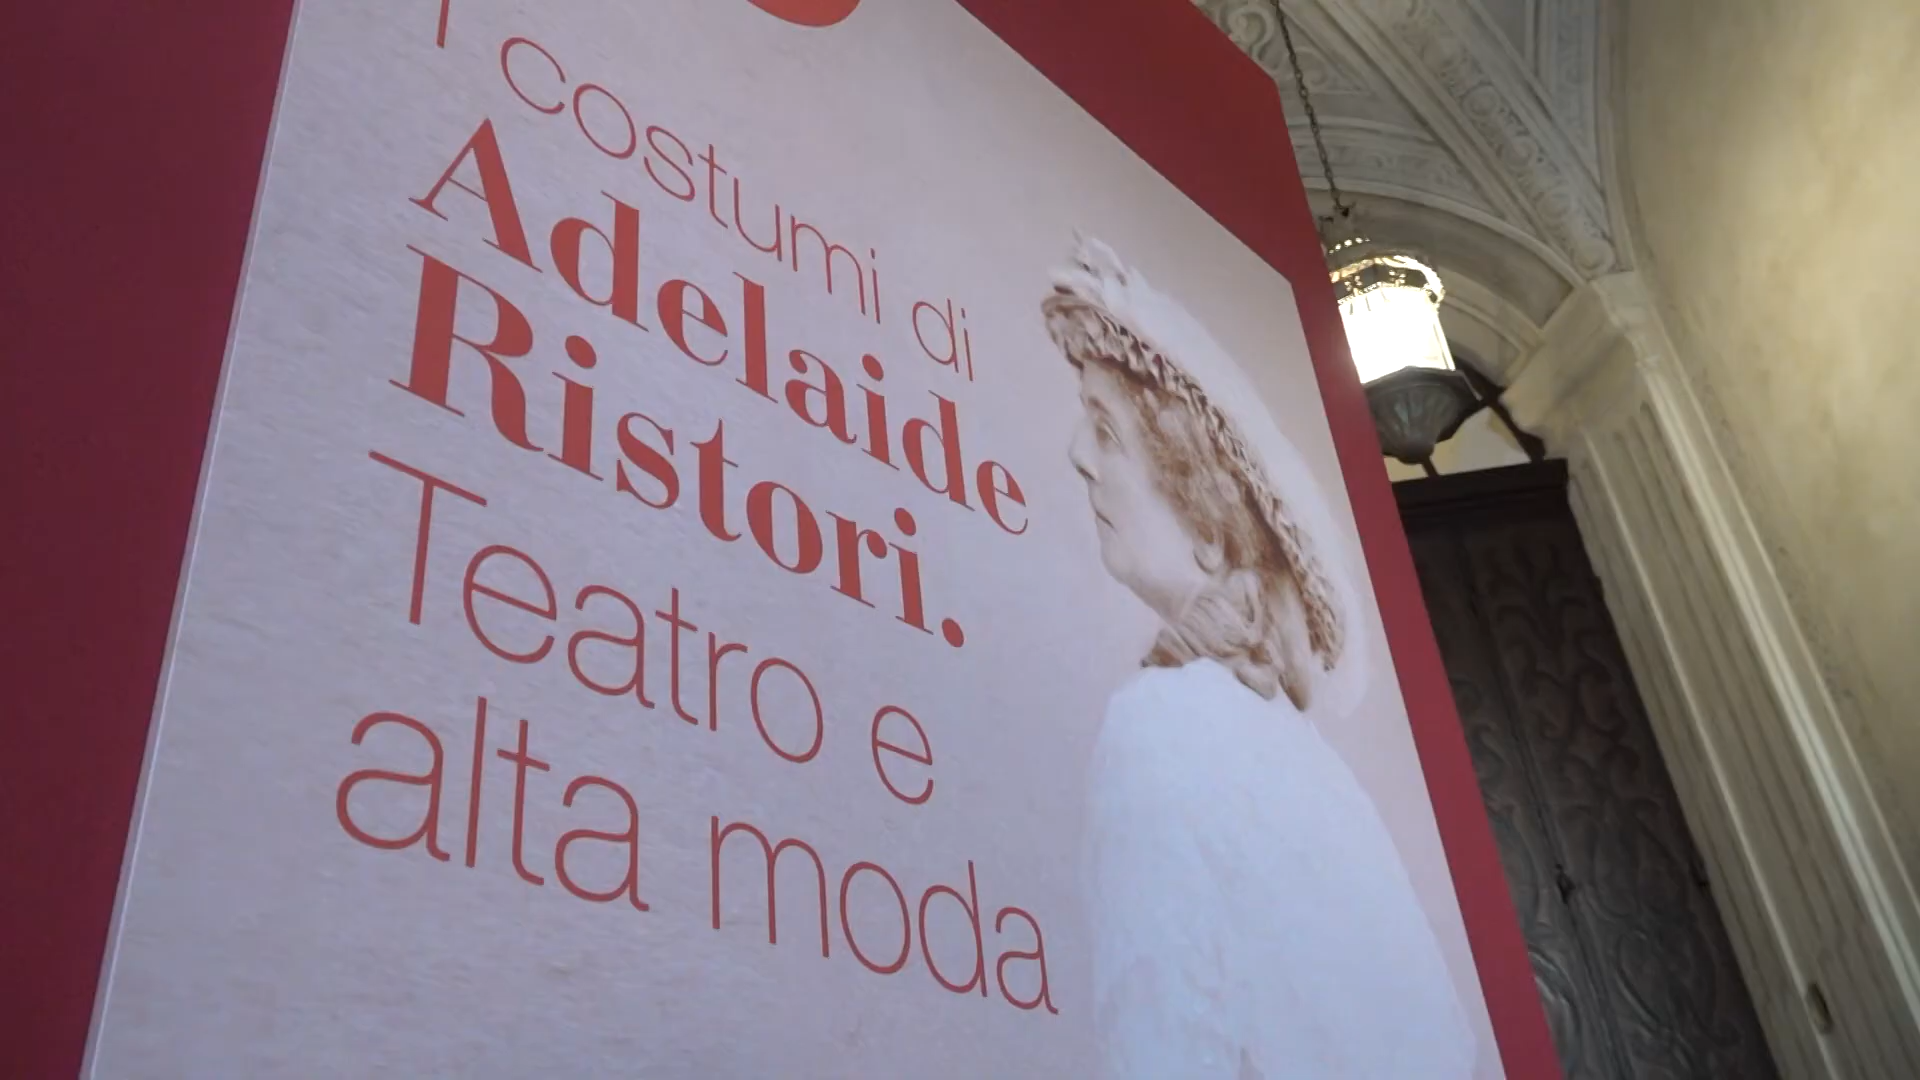 I costumi di
Adelaide
Ristori.
Teatro e
alta moda